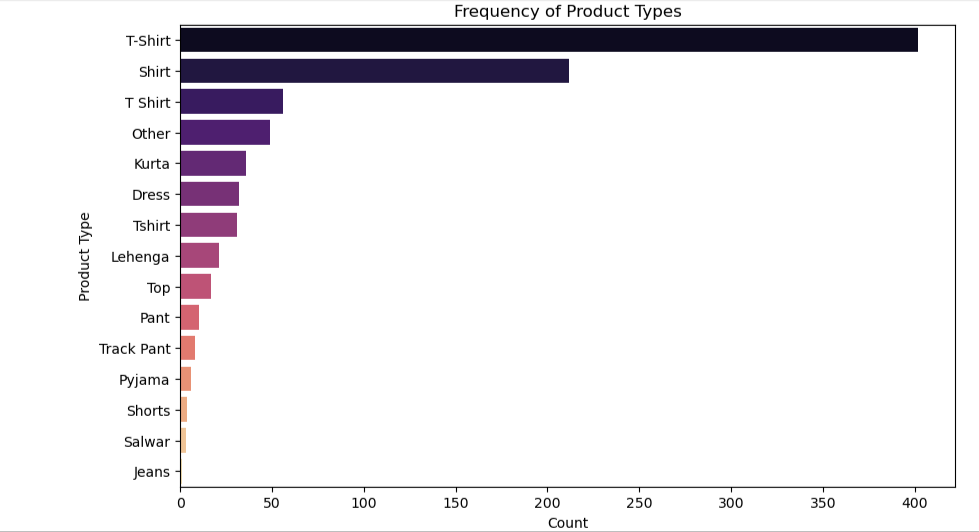 Frequency of Product Types
T-Shirt
Shirt
T Shirt
Other
Kurta
Dress
Tshirt
Lehenga
Top
Pant
Track Pant
Pyjama
Shorts
Salwar
Jeans
Product Type
0 50 100 150 200 250 300 350 400
Count